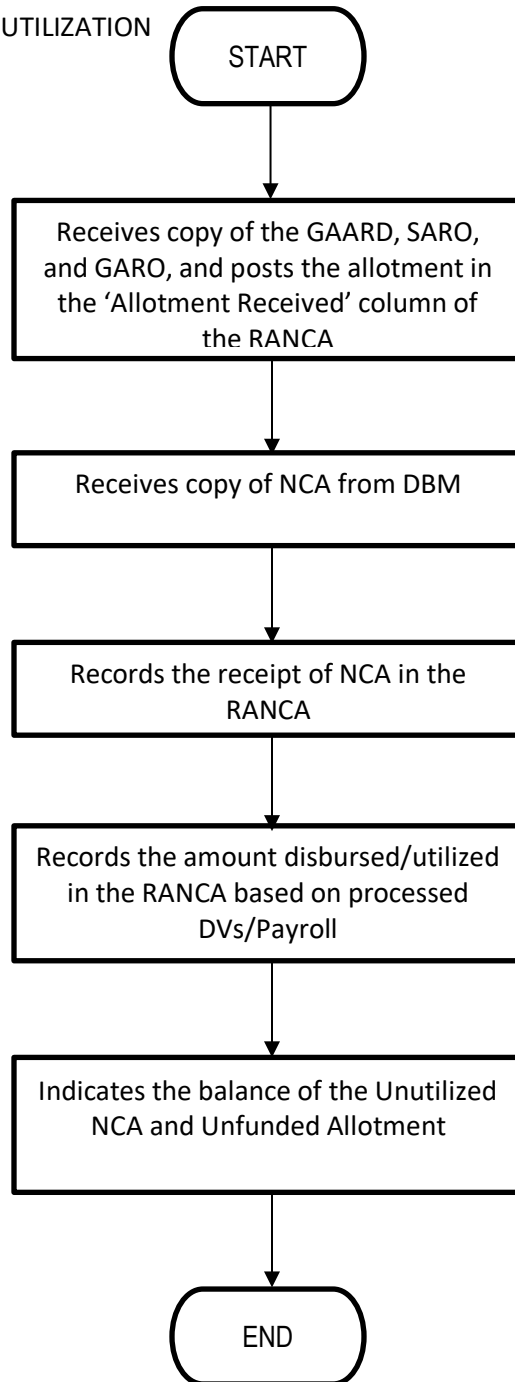 UTILIZATION
START
Receives copy of the GAARD, SARO,
and GARO, and posts the allotment in
the ‘Allotment Received’ column of
the RANCA
Receives copy of NCA from DBM
Records the receipt of NCA in the
RANCA
Records the amount disbursed/utilized
in the RANCA based on processed
DVs/Payroll
Indicates the balance of the Unutilized
NCA and Unfunded Allotment
END